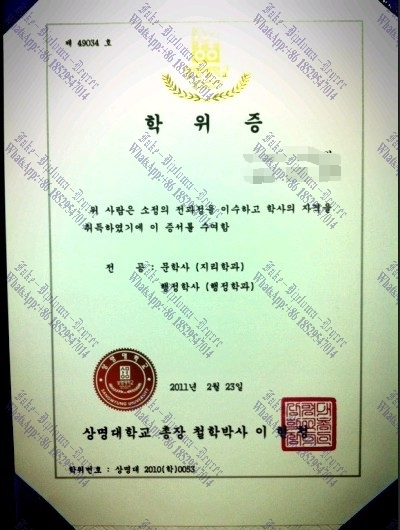 제 49034 호
학위증
위 사람은 소정의 전과정을 이수하고 학사의 자격을
취득하였기에 이 증서를 수여함
전 공 : 문학사 (지리학과)
행정학사 (행정학과)
2011년 2월 23일
상명대학교 총장 철학박사 이
학위번호 : 상명대 2010(학)0053
Fake-Diploma-Buyer
WhatsApp:+86 18529547014